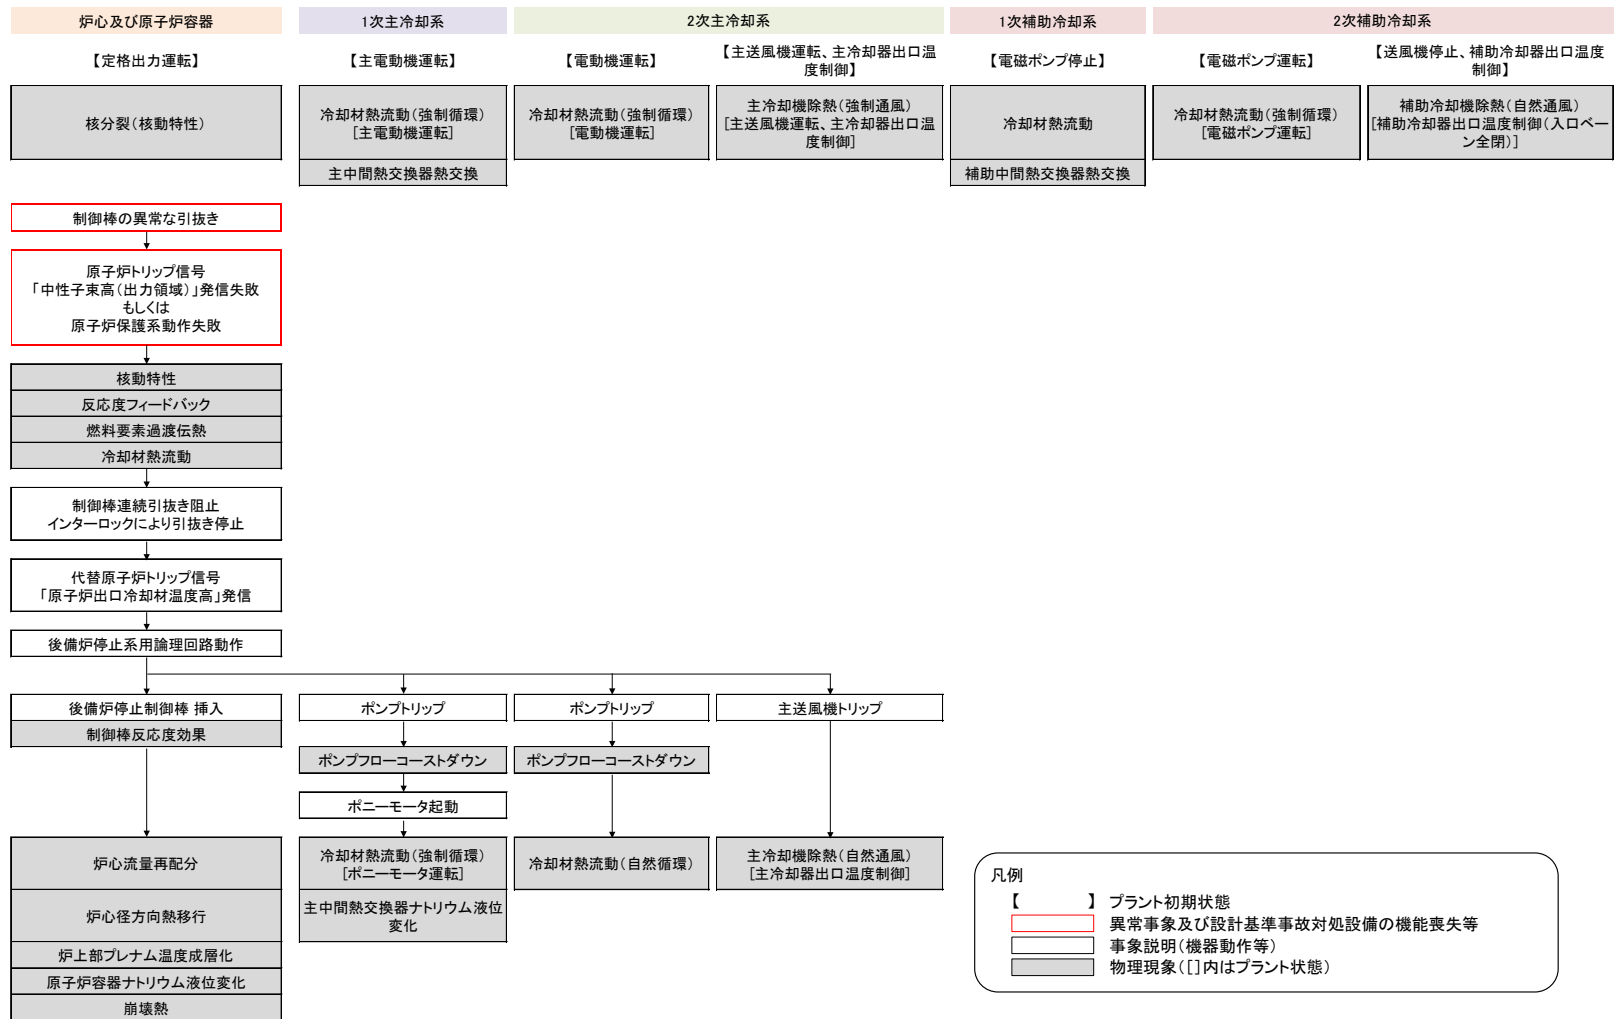 炉心及び原子炉容器
1次主冷却系
2次主冷却系
1次補助冷却系
2次補助冷却系
【定格出力運転】
【主電動機運転】
【電動機運転】
【主送風機運転、主冷却器出口温
度制御】
【電磁ポンプ停止】
【電磁ポンプ運転】
【送風機停止、補助冷却器出口温度
制御】
核分裂(核動特性)
冷却材熱流動(強制循環)
[主電動機運転]
冷却材熱流動(強制循環)
[電動機運転]
主冷却機除熱(強制通風)
[主送風機運転、主冷却器出口温
度制御]
冷却材熱流動
冷却材熱流動(強制循環)
[電磁ポンプ運転]
補助冷却機除熱(自然通風)
[補助冷却器出口温度制御(入口ベー
ン全閉)]
主中間熱交換器熱交換
補助中間熱交換器熱交換
制御棒の異常な引抜き
原子炉トリップ信号
「中性子束高(出力領域)」発信失敗
もしくは
原子炉保護系動作失敗
核動特性
反応度フィードバック
燃料要素過渡伝熱
冷却材熱流動
制御棒連続引抜き阻止
インターロックにより引抜き停止
代替原子炉トリップ信号
「原子炉出口冷却材温度高」発信
後備炉停止系用論理回路動作
後備炉停止制御棒 挿入
ポンプトリップ
ポンプトリップ
主送風機トリップ
制御棒反応度効果
ポンプフローコーストダウン
ポンプフローコーストダウン
ポニーモータ起動
炉心流量再配分
冷却材熱流動(強制循環)
[ポニーモータ運転]
冷却材熱流動(自然循環)
主冷却機除熱(自然通風)
[主冷却器出口温度制御]
炉心径方向熱移行
主中間熱交換器ナトリウム液位
変化
炉上部プレナム温度成層化
原子炉容器ナトリウム液位変化
崩壊熱
凡例
【 】 プラント初期状態
異常事象及び設計基準事故対処設備の機能喪失等
事象説明(機器動作等)
物理現象([]内はプラント状態)